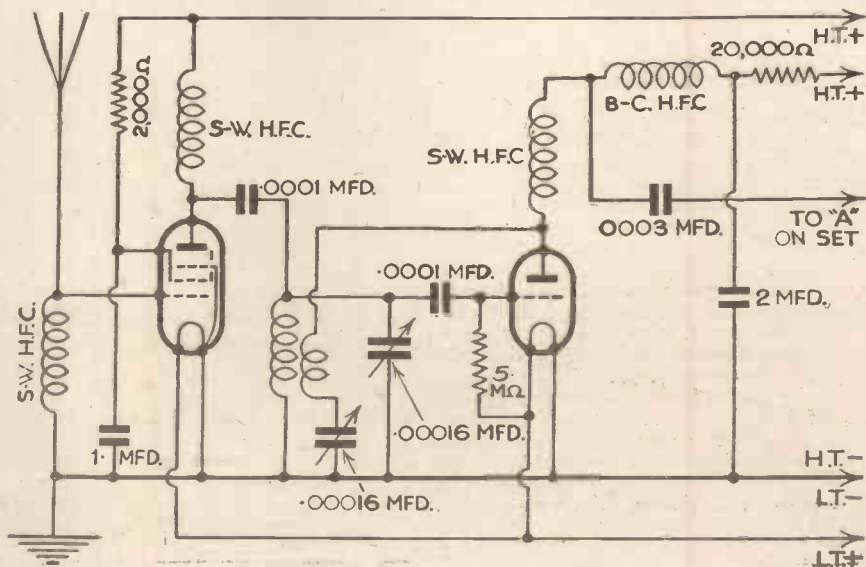 H.T.+
20,000Ω
H.T.+
2,000Ω
S-W. H.F.C.
B-C. H.F.C
S-W. H.F.C
.0001 MFD.
0003 MFD.
TO "A"
ON SET
.0001 MFD.
2 MFD.
S-W. H.F.C.
5
MΩ
.00016 MFD.
1. MFD.
.00016 MFD.
H.T.-
L.T.-
L.T.+